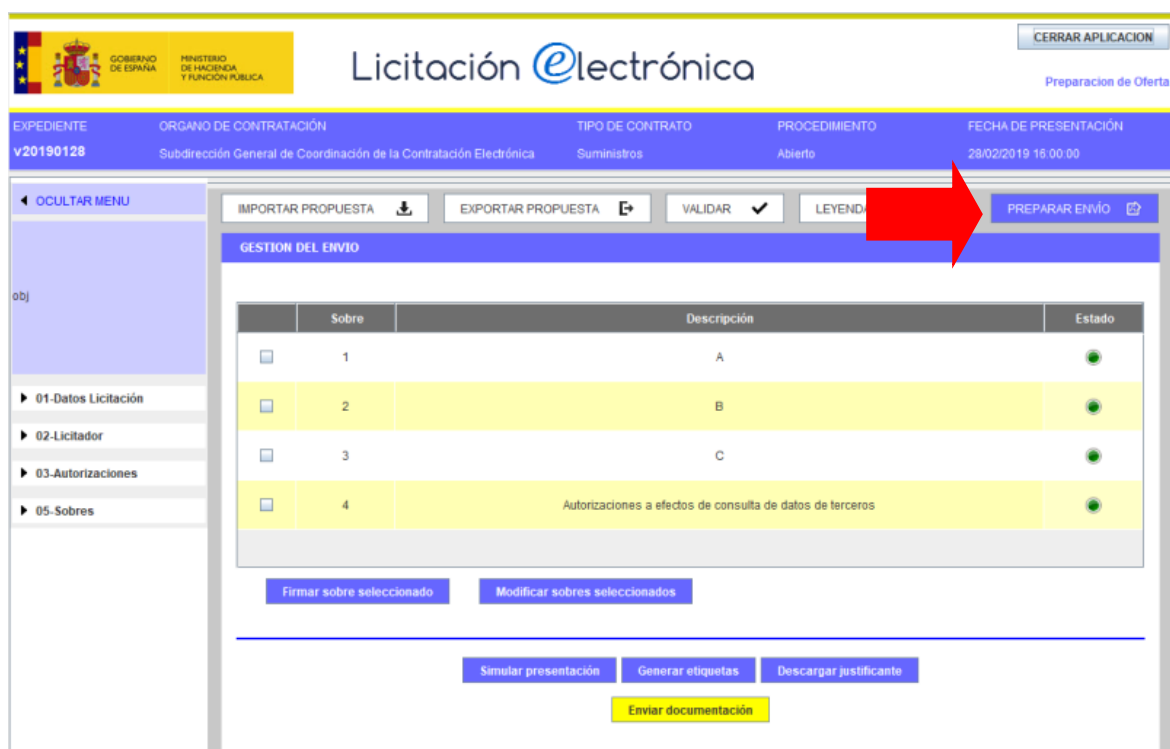 GOBIERNO
DE ESPAÑA
MINISTERIO
DE HACIENDA
Y FUNCIÓN PÚBLICA
Licitación electrónica
CERRAR APLICACION
Preparacion de Oferta
EXPEDIENTE ORGANO DE CONTRATACIÓN TIPO DE CONTRATO PROCEDIMIENTO FECHA DE PRESENTACIÓN
v20190128 Subdirección General de Coordinación de la Contratación Electrónica Suministros Abierto 28/02/2019 16:00:00
OCULTAR MENU
obj
01-Datos Licitación
02-Licitador
03-Autorizaciones
05-Sobres
IMPORTAR PROPUESTA EXPORTAR PROPUESTA VALIDAR LEYENDA PREPARAR ENVÍO
GESTION DEL ENVIO
Sobre Descripción Estado
1 A
2 B
3 C
4 Autorizaciones a efectos de consulta de datos de terceros
Firmar sobre seleccionado Modificar sobres seleccionados
Simular presentación Generar etiquetas Descargar justificante
Enviar documentación